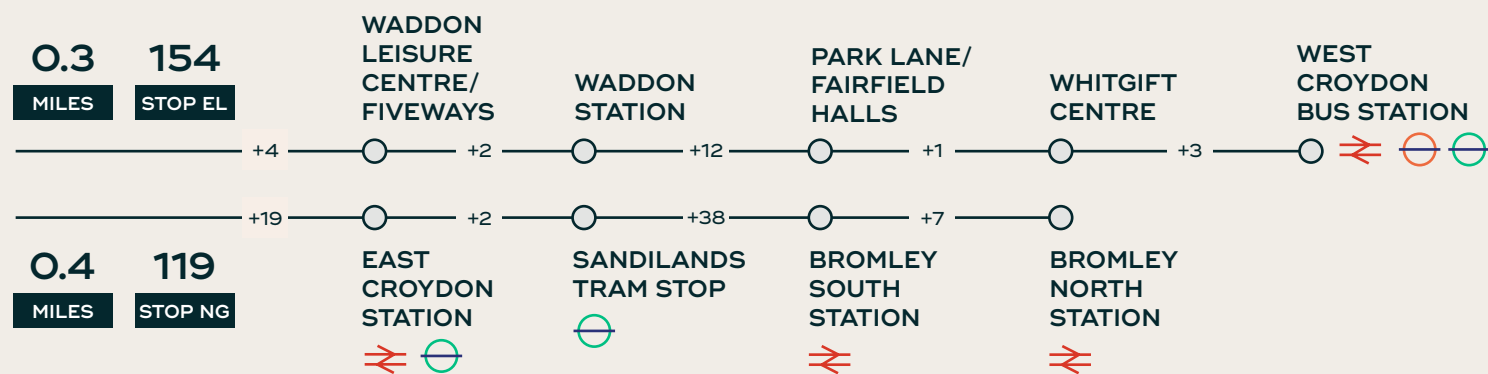 0.3
MILES
154
STOP EL
WADDON
LEISURE
CENTRE/
FIVEWAYS
WADDON
STATION
PARK LANE/
FAIRFIELD
HALLS
WHITGIFT
CENTRE
WEST
CROYDON
BUS STATION
+4
+2
+12
+1
+3
+19
+2
+38
+7
0.4
MILES
119
STOP NG
EAST
CROYDON
STATION
SANDILANDS
TRAM STOP
BROMLEY
SOUTH
STATION
BROMLEY
NORTH
STATION